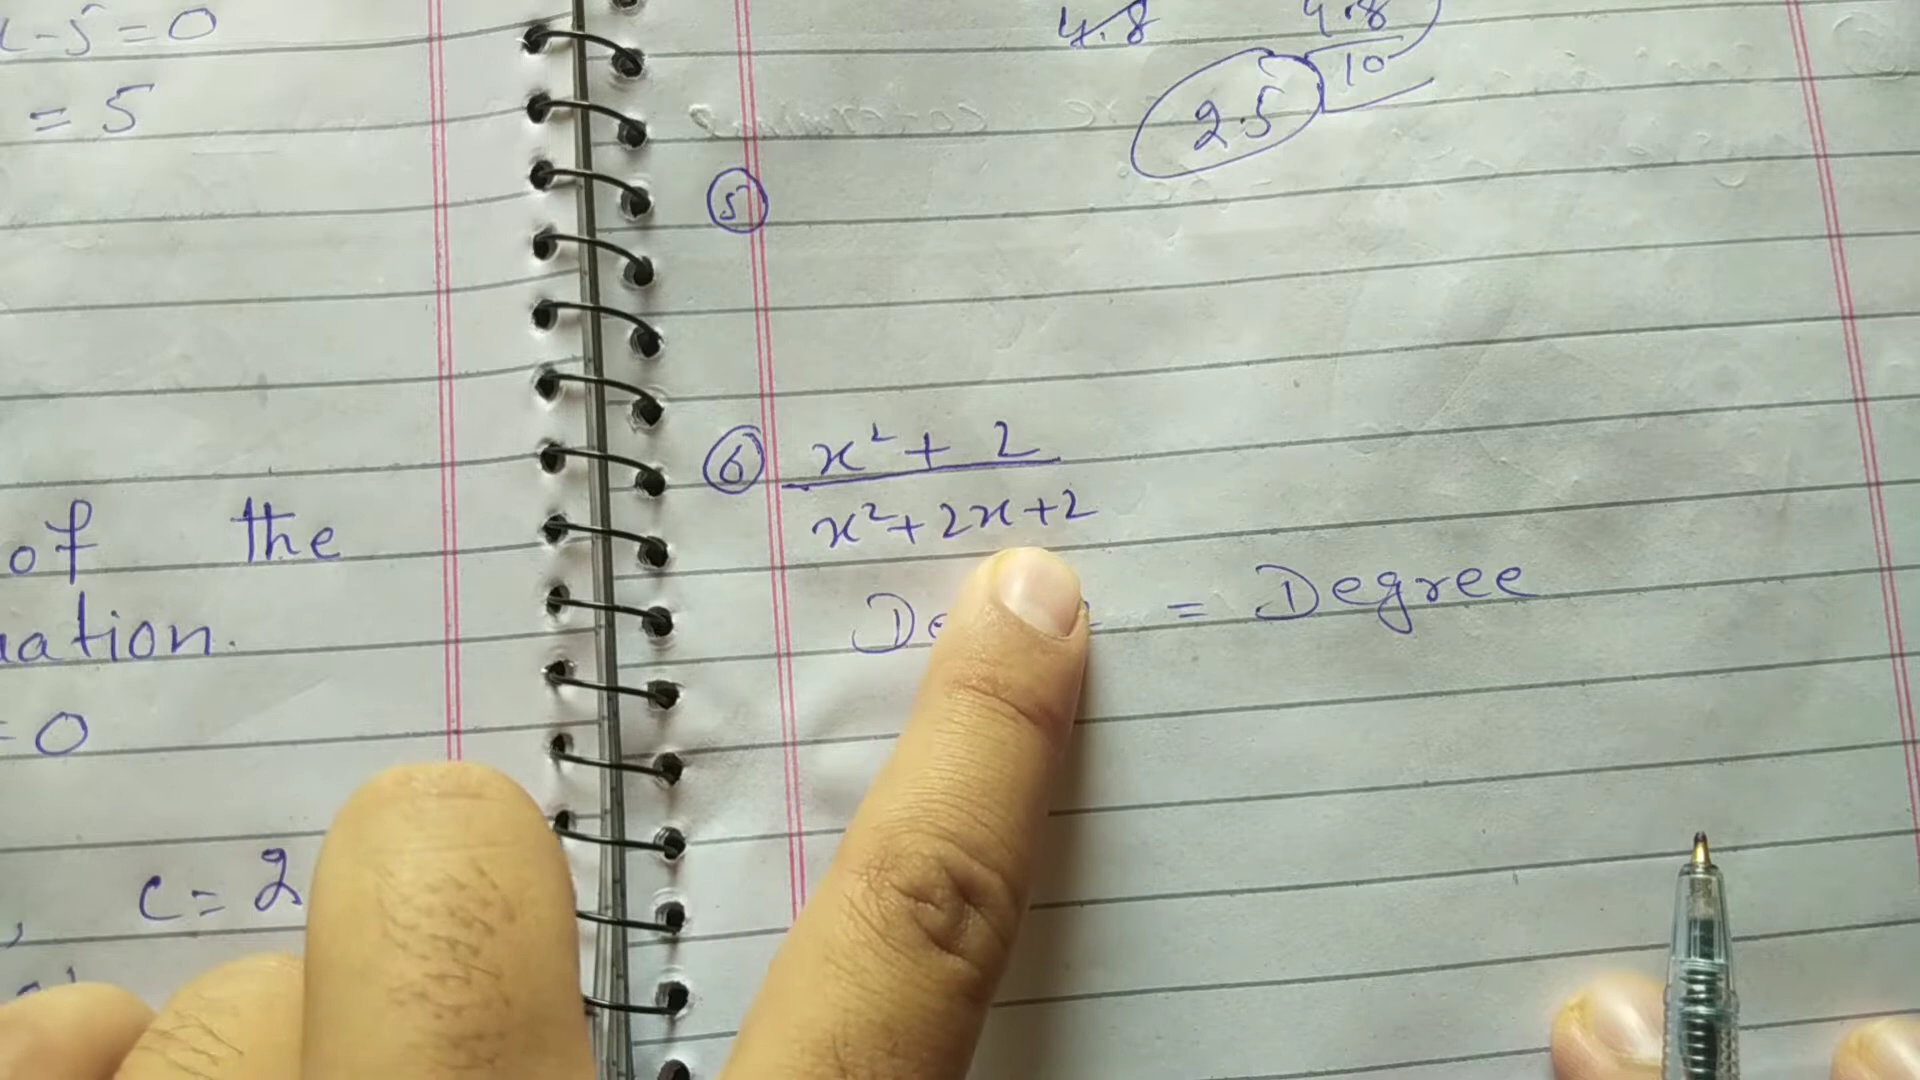 -5=0
= 5
of the
uation.
= 0
c=2
4.8 4.8
10
2.5
⑤
⑥ x²+2
x²+2x+2
= Degree